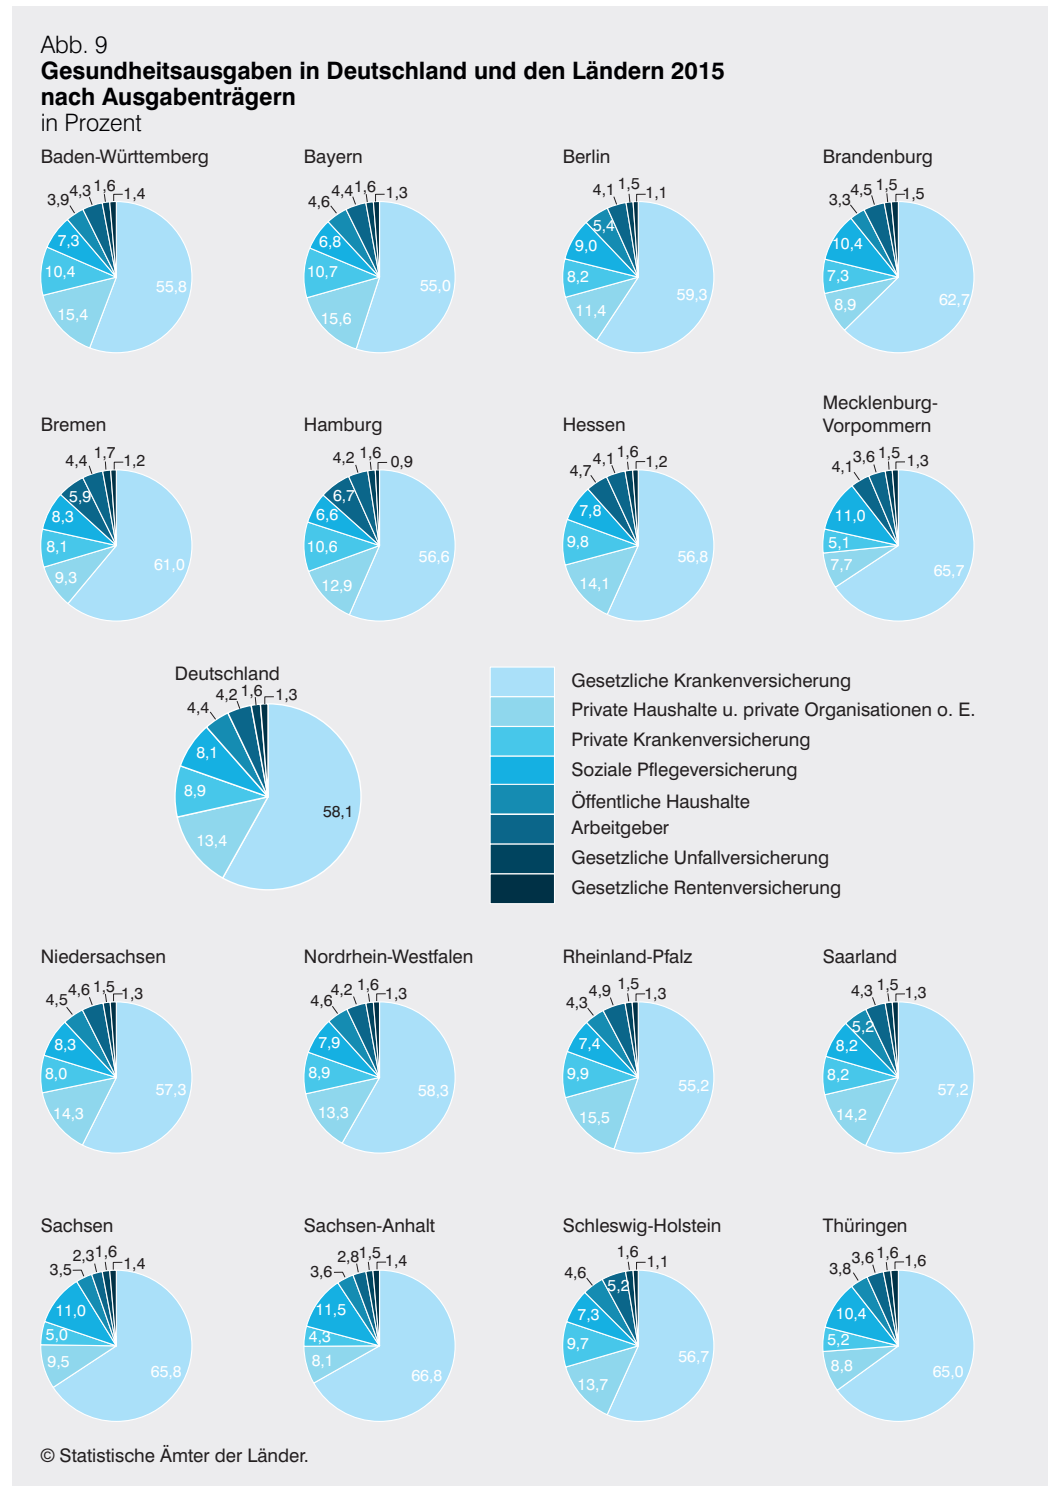 Abb. 9
Gesundheitsausgaben in Deutschland und den Ländern 2015
nach Ausgabenträgern
in Prozent
Baden-Württemberg
3,9 4,3 1,6 1,4
7,3
10,4
15,4
55,8
Bayern
4,6 4,4 1,6 1,3
6,8
10,7
15,6
55,0
Berlin
4,1 1,5 1,1
5,4
9,0
8,2
11,4
59,3
Brandenburg
3,3 4,5 1,5 1,5
10,4
7,3
8,9
62,7
Bremen
4,4 1,7 1,2
5,9
8,3
8,1
9,3
61,0
Hamburg
4,2 1,6 0,9
6,7
6,6
10,6
12,9
56,6
Hessen
4,7 4,1 1,6 1,2
7,8
9,8
14,1
56,8
Mecklenburg-
Vorpommern
4,1 3,6 1,5 1,3
11,0
5,1
7,7
65,7
Deutschland
4,4 4,2 1,6 1,3
8,1
8,9
13,4
58,1
Gesetzliche Krankenversicherung
Private Haushalte u. private Organisationen o. E.
Private Krankenversicherung
Soziale Pflegeversicherung
Öffentliche Haushalte
Arbeitgeber
Gesetzliche Unfallversicherung
Gesetzliche Rentenversicherung
Niedersachsen
4,5 4,6 1,5 1,3
8,3
8,0
14,3
57,3
Nordrhein-Westfalen
4,6 4,2 1,6 1,3
7,9
8,9
13,3
58,3
Rheinland-Pfalz
4,3 4,9 1,5 1,3
7,4
9,9
15,5
55,2
Saarland
4,3 1,5 1,3
5,2
8,2
8,2
14,2
57,2
Sachsen
3,5 2,3 1,6 1,4
11,0
5,0
9,5
65,8
Sachsen-Anhalt
3,6 2,8 1,5 1,4
11,5
4,3
8,1
66,8
Schleswig-Holstein
4,6 1,6 1,1
5,2
7,3
9,7
13,7
56,7
Thüringen
3,8 3,6 1,6 1,6
10,4
5,2
8,8
65,0
© Statistische Ämter der Länder.